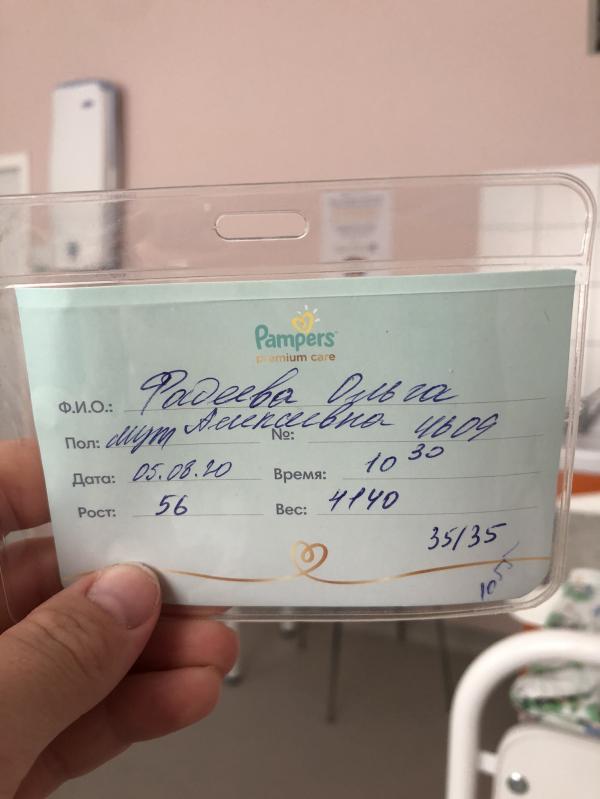 Pampers
premium care
Ф.И.О.: Фадеева Ольга
Алексеевна
Пол: муж №: 4609
Дата: 05.08.20 Время: 10 30
Рост: 56 Вес: 4140
35/35
10 55